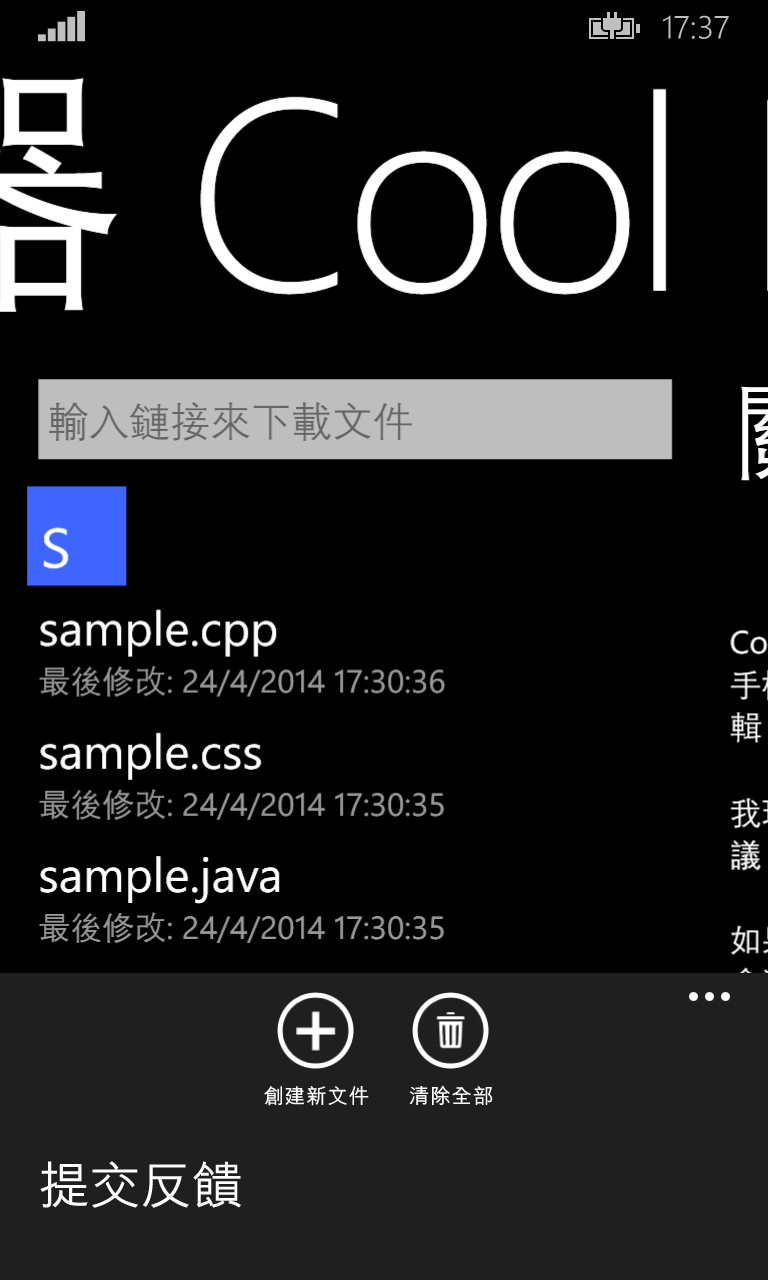 17:37
器 Cool
輸入鏈接來下載文件
關
S
sample.cpp
最後修改: 24/4/2014 17:30:36
sample.css
最後修改: 24/4/2014 17:30:35
sample.java
最後修改: 24/4/2014 17:30:35
Co
手機
輯
我
議
如果
創建新文件
清除全部
提交反饋